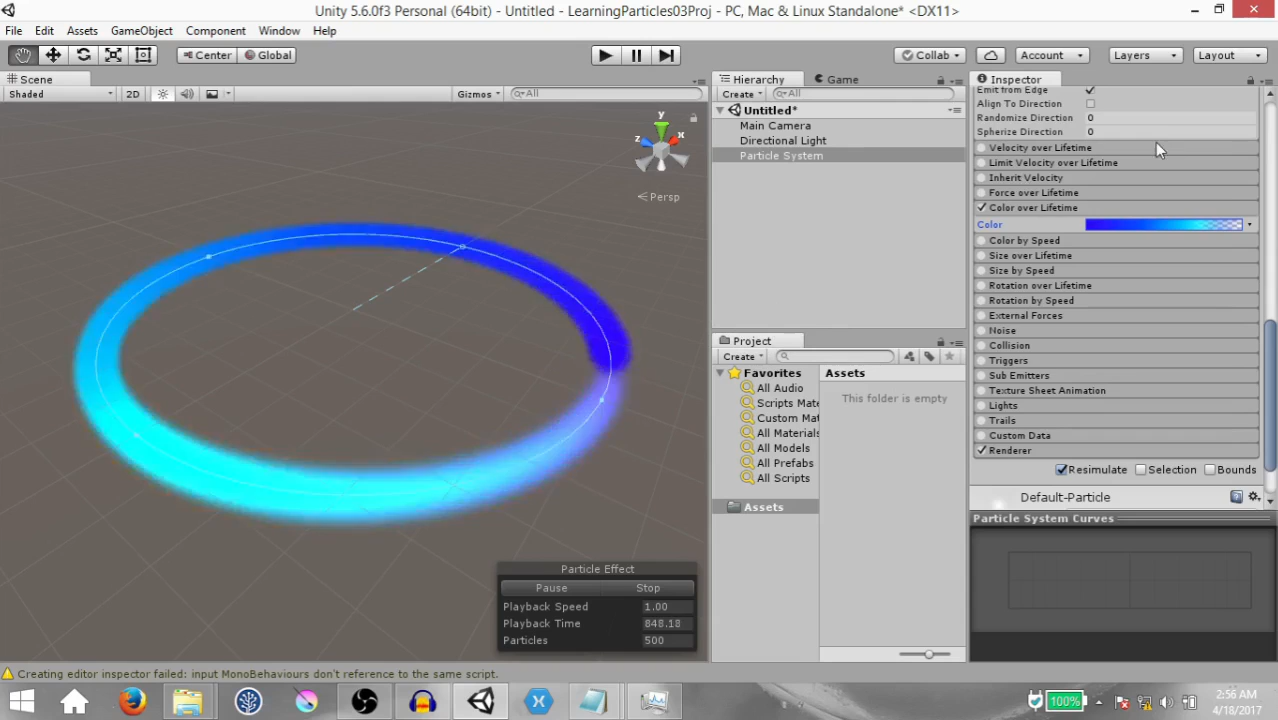 Unity 5.6.0f3 Personal (64bit) - Untitled - LearningParticles03Proj - PC, Mac & Linux Standalone* <DX11>
File Edit Assets GameObject Component Window Help
Center Global Collab Account Layers Layout
Scene
Shaded 2D Gizmos All
y
x
z
Persp
Particle Effect
Pause Stop
Playback Speed 1.00
Playback Time 848.18
Particles 500
Hierarchy Game
Create All
Untitled*
Main Camera
Directional Light
Particle System
Project
Create
Favorites
All Audio
Scripts Mate
Custom Mat
All Materials
All Models
All Prefabs
All Scripts
Assets
Assets
This folder is empty
Inspector
Emit from Edge
Align To Direction
Randomize Direction 0
Spherize Direction 0
Velocity over Lifetime
Limit Velocity over Lifetime
Inherit Velocity
Force over Lifetime
Color over Lifetime
Color
Color by Speed
Size over Lifetime
Size by Speed
Rotation over Lifetime
Rotation by Speed
External Forces
Noise
Collision
Triggers
Sub Emitters
Texture Sheet Animation
Lights
Trails
Custom Data
Renderer
Resimulate Selection Bounds
Default-Particle
Particle System Curves
Creating editor inspector failed: input MonoBehaviours don't reference to the same script.
100%
2:56 AM
4/18/2017